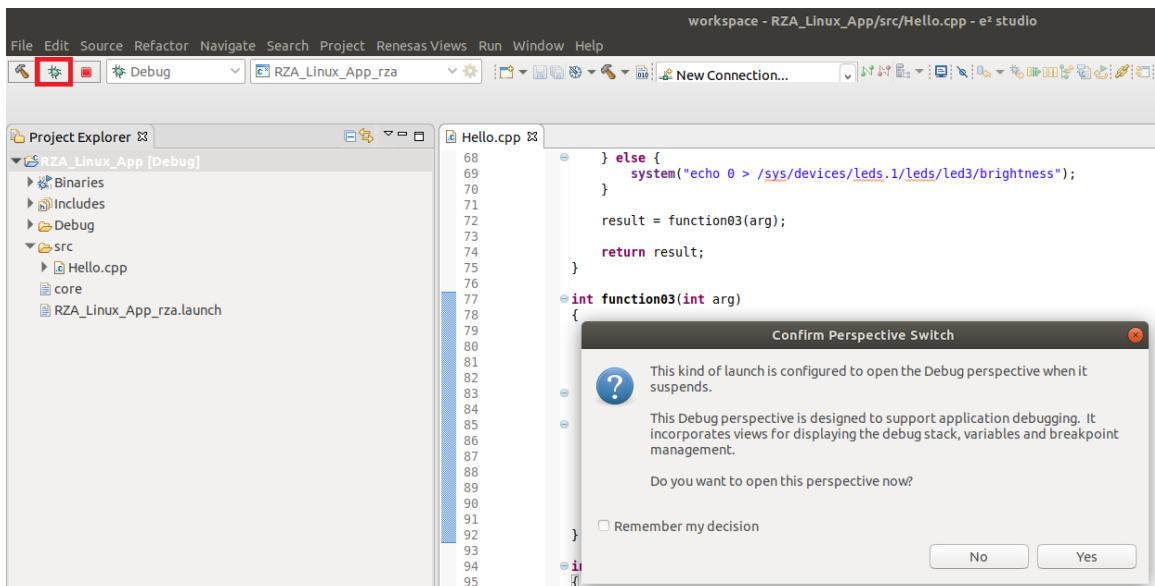 workspace - RZA_Linux_App/src/Hello.cpp - e² studio
File Edit Source Refactor Navigate Search Project Renesas Views Run Window Help
Debug RZA_Linux_App_rza New Connection...
Project Explorer
RZA_Linux_App [Debug]
Binaries
Includes
Debug
src
Hello.cpp
core
RZA_Linux_App_rza.launch
Hello.cpp
68 } else {
69 system("echo 0 > /sys/devices/leds.1/leds/led3/brightness");
70 }
71
72 result = function03(arg);
73
74 return result;
75 }
76
77 int function03(int arg)
78 {
79
80
81
82
83
84
85
86
87
88
89
90
91
92 }
93
94
95 {
Confirm Perspective Switch
This kind of launch is configured to open the Debug perspective when it
suspends.
This Debug perspective is designed to support application debugging. It
incorporates views for displaying the debug stack, variables and breakpoint
management.
Do you want to open this perspective now?
Remember my decision
No Yes